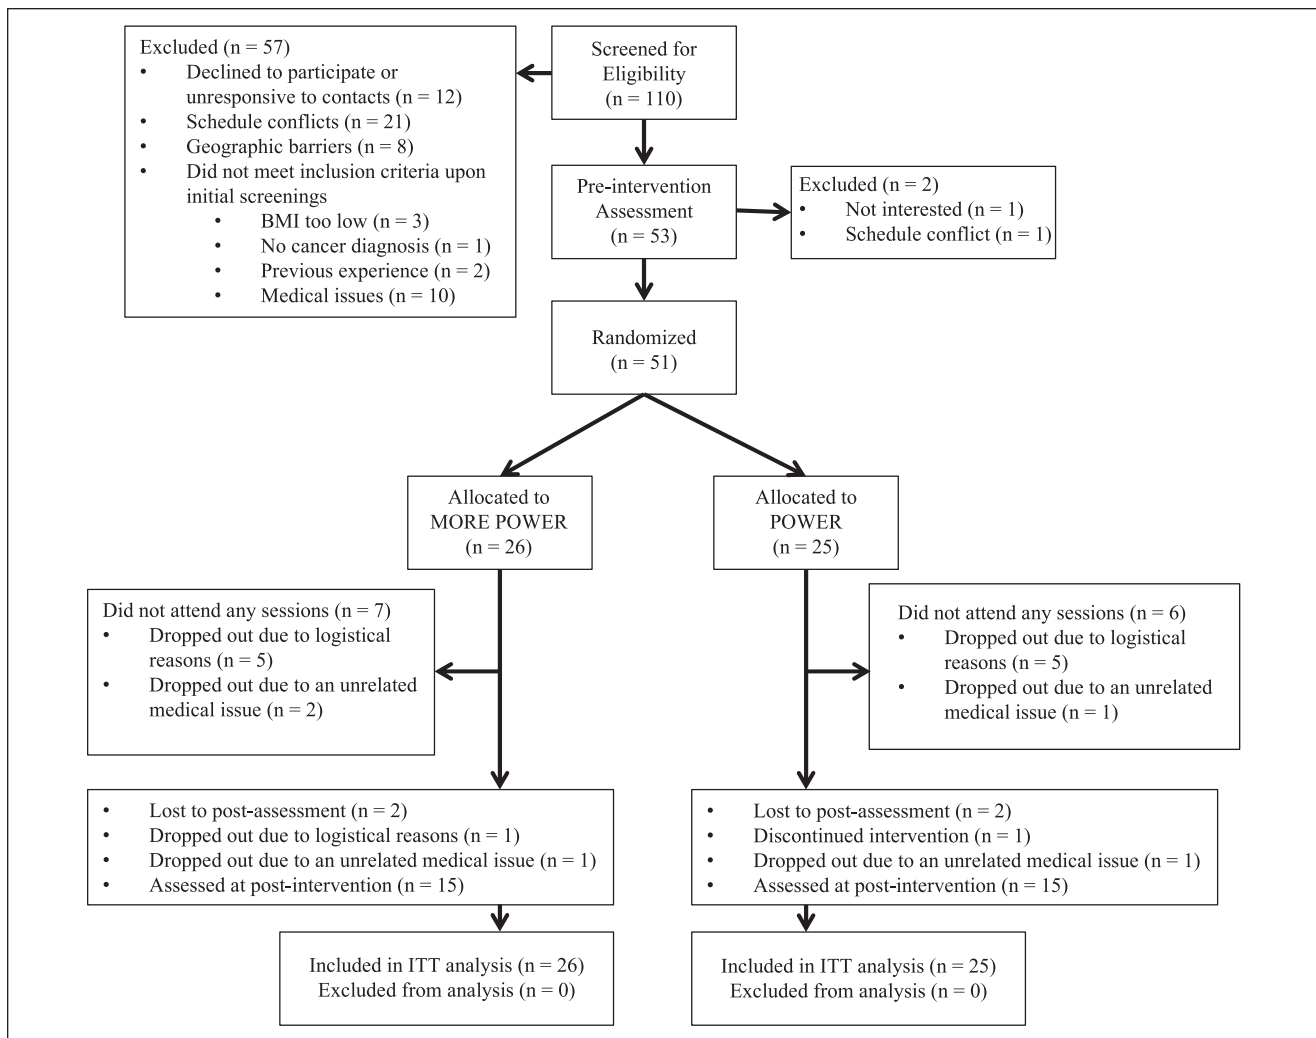 Excluded (n = 57)
• Declined to participate or
unresponsive to contacts (n = 12)
• Schedule conflicts (n = 21)
• Geographic barriers (n = 8)
• Did not meet inclusion criteria upon
initial screenings
• BMI too low (n = 3)
• No cancer diagnosis (n = 1)
• Previous experience (n = 2)
• Medical issues (n = 10)
Screened for
Eligibility
(n = 110)
Pre-intervention
Assessment
(n = 53)
Excluded (n = 2)
• Not interested (n = 1)
• Schedule conflict (n = 1)
Randomized
(n = 51)
Allocated to
MORE POWER
(n = 26)
Allocated to
POWER
(n = 25)
Did not attend any sessions (n = 7)
• Dropped out due to logistical
reasons (n = 5)
• Dropped out due to an unrelated
medical issue (n = 2)
Did not attend any sessions (n = 6)
• Dropped out due to logistical
reasons (n = 5)
• Dropped out due to an unrelated
medical issue (n = 1)
• Lost to post-assessment (n = 2)
• Dropped out due to logistical reasons (n = 1)
• Dropped out due to an unrelated medical issue (n = 1)
• Assessed at post-intervention (n = 15)
• Lost to post-assessment (n = 2)
• Discontinued intervention (n = 1)
• Dropped out due to an unrelated medical issue (n = 1)
• Assessed at post-intervention (n = 15)
Included in ITT analysis (n = 26)
Excluded from analysis (n = 0)
Included in ITT analysis (n = 25)
Excluded from analysis (n = 0)